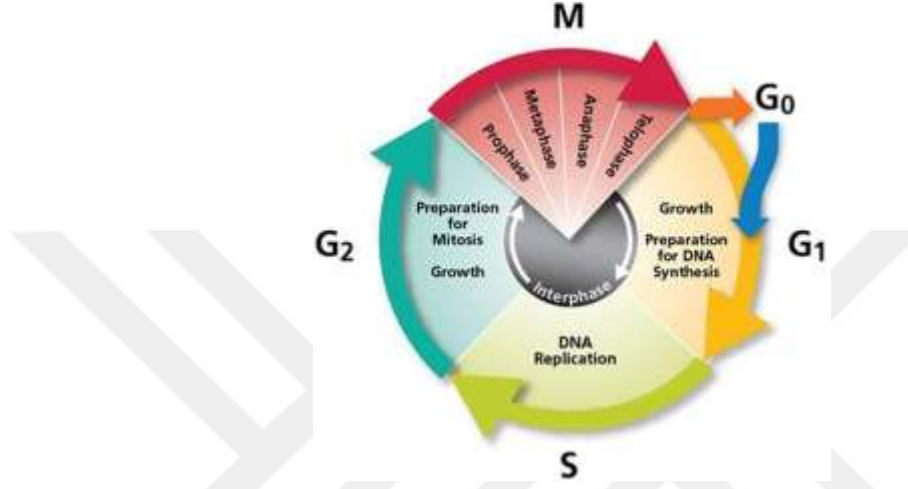 M
Prophase
Metaphase
Anaphase
Telophase
G0
Preparation
for
Mitosis
Growth
G2
Growth
Preparation
for DNA
Synthesis
G1
Interphase
DNA
Replication
S